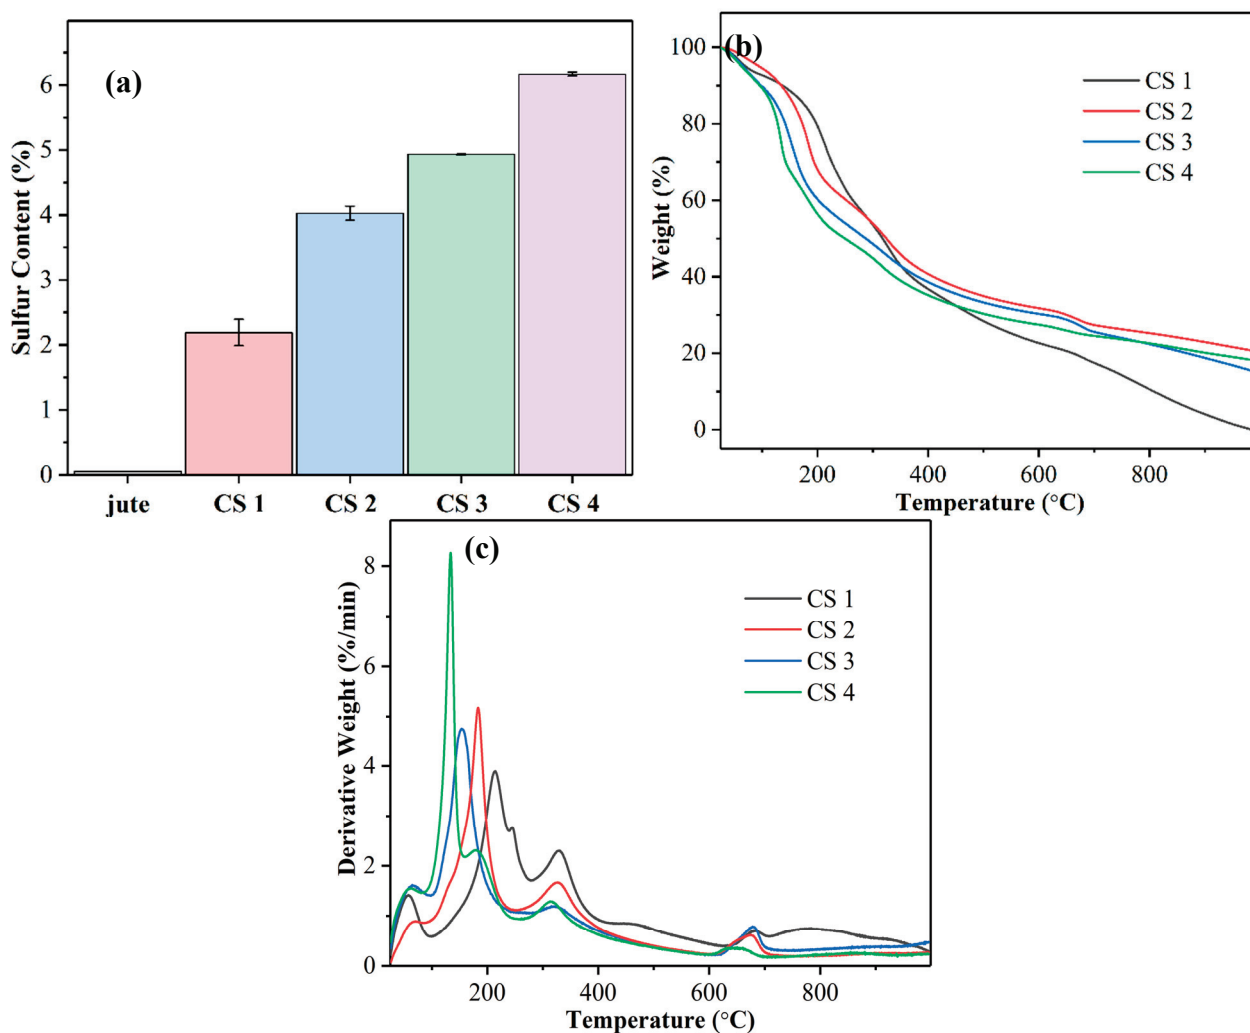 (a)
Sulfur Content (%)
6
5
4
3
2
1
0
jute CS 1 CS 2 CS 3 CS 4
(b)
Weight (%)
100
80
60
40
20
0
CS 1
CS 2
CS 3
CS 4
200 400 600 800
Temperature (°C)
(c)
Derivative Weight (%/min)
8
6
4
2
0
CS 1
CS 2
CS 3
CS 4
200 400 600 800
Temperature (°C)